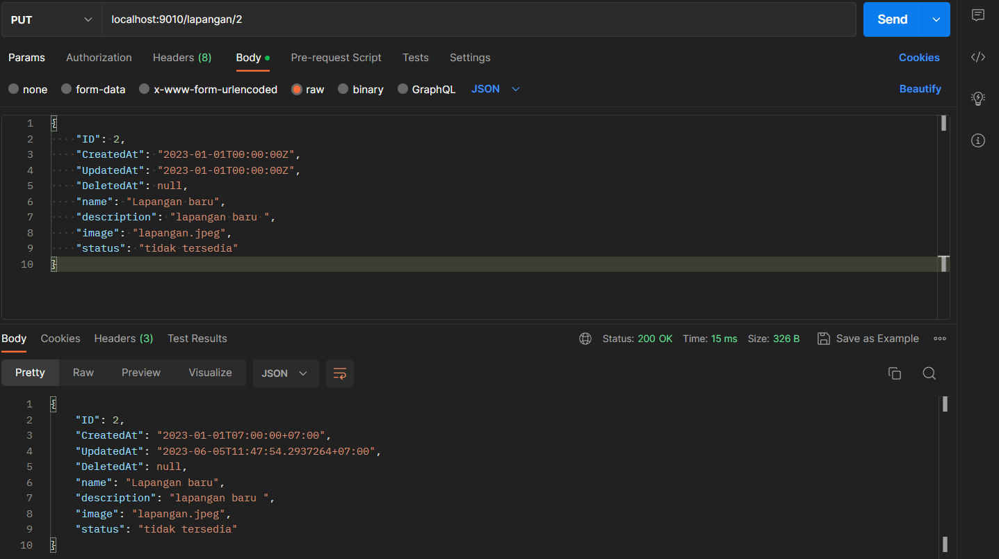 PUT localhost:9010/lapangan/2 Send
Params Authorization Headers (8) Body Pre-request Script Tests Settings Cookies
none form-data x-www-form-urlencoded raw binary GraphQL JSON Beautify
1 {
2 "ID": 2,
3 "CreatedAt": "2023-01-01T00:00:00Z",
4 "UpdatedAt": "2023-01-01T00:00:00Z",
5 "DeletedAt": null,
6 "name": "Lapangan baru",
7 "description": "lapangan baru ",
8 "image": "lapangan.jpeg",
9 "status": "tidak tersedia"
10 }
Body Cookies Headers (3) Test Results Status: 200 OK Time: 15 ms Size: 326 B Save as Example
Pretty Raw Preview Visualize JSON
1 {
2 "ID": 2,
3 "CreatedAt": "2023-01-01T07:00:00+07:00",
4 "UpdatedAt": "2023-06-05T11:47:54.2937264+07:00",
5 "DeletedAt": null,
6 "name": "Lapangan baru",
7 "description": "lapangan baru ",
8 "image": "lapangan.jpeg",
9 "status": "tidak tersedia"
10 }